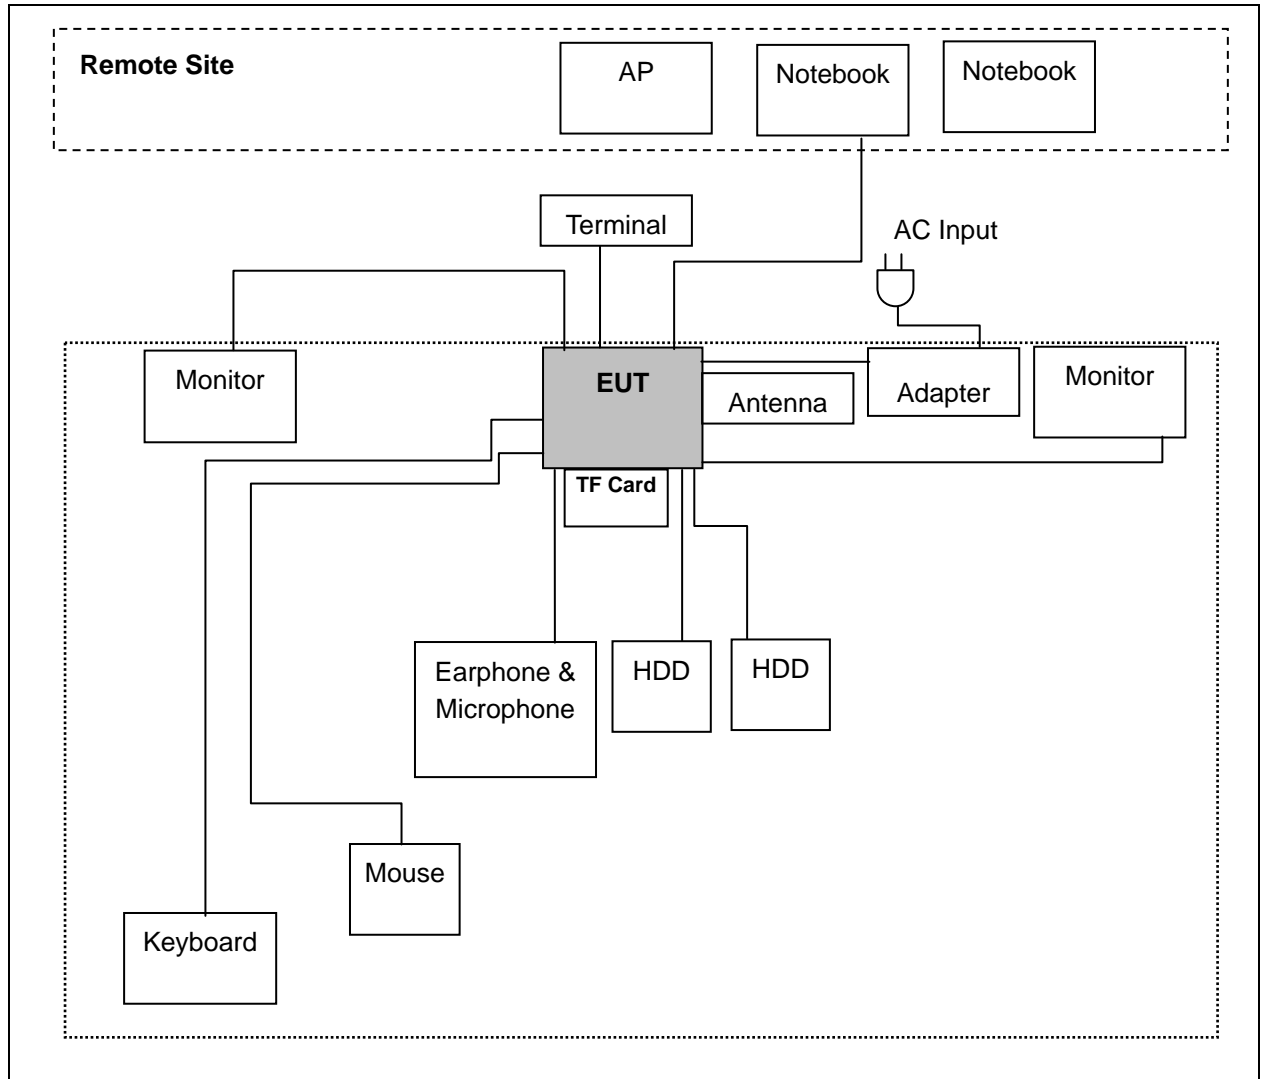 Remote Site
AP
Notebook
Notebook
Terminal
AC Input
Monitor
EUT
Antenna
Adapter
Monitor
TF Card
Earphone &
Microphone
HDD
HDD
Mouse
Keyboard